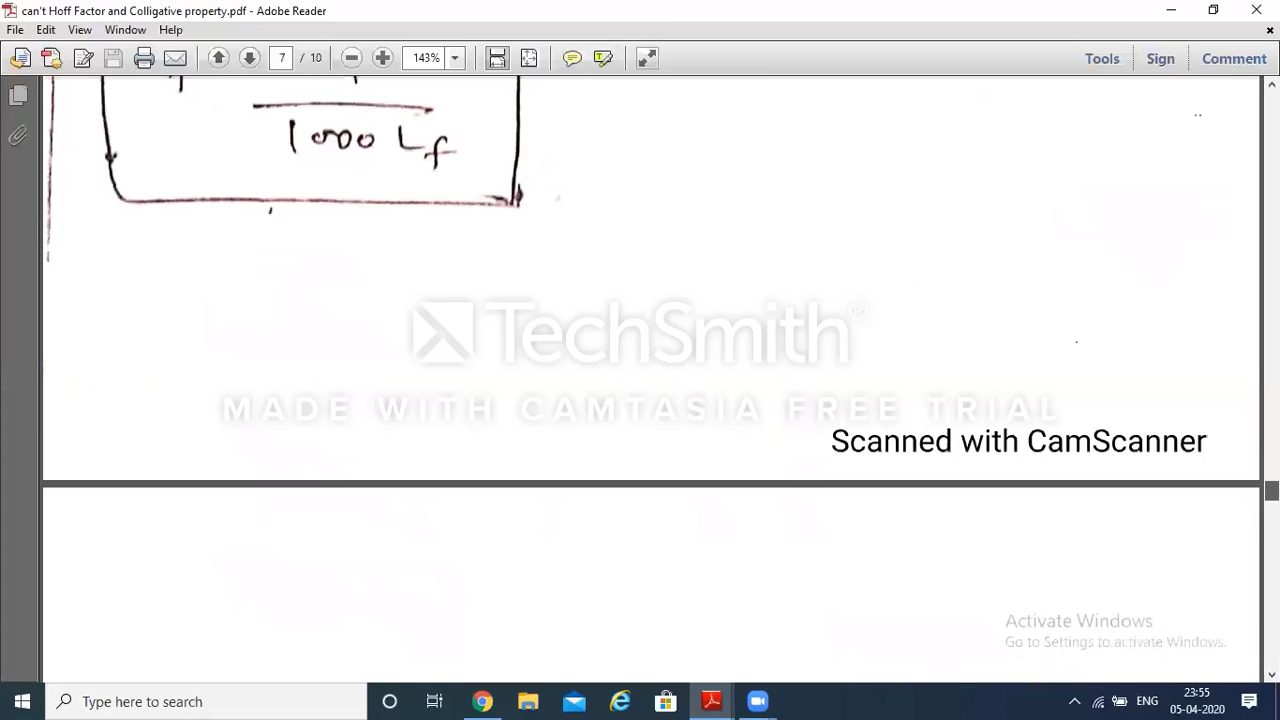 can't Hoff Factor and Colligative property.pdf - Adobe Reader
File Edit View Window Help
7 / 10 143% Tools Sign Comment
1000 Lf
TechSmith®
MADE WITH CAMTASIA FREE TRIAL
Scanned with CamScanner
Activate Windows
Go to Settings to activate Windows.
Type here to search
ENG
23:55
05-04-2020